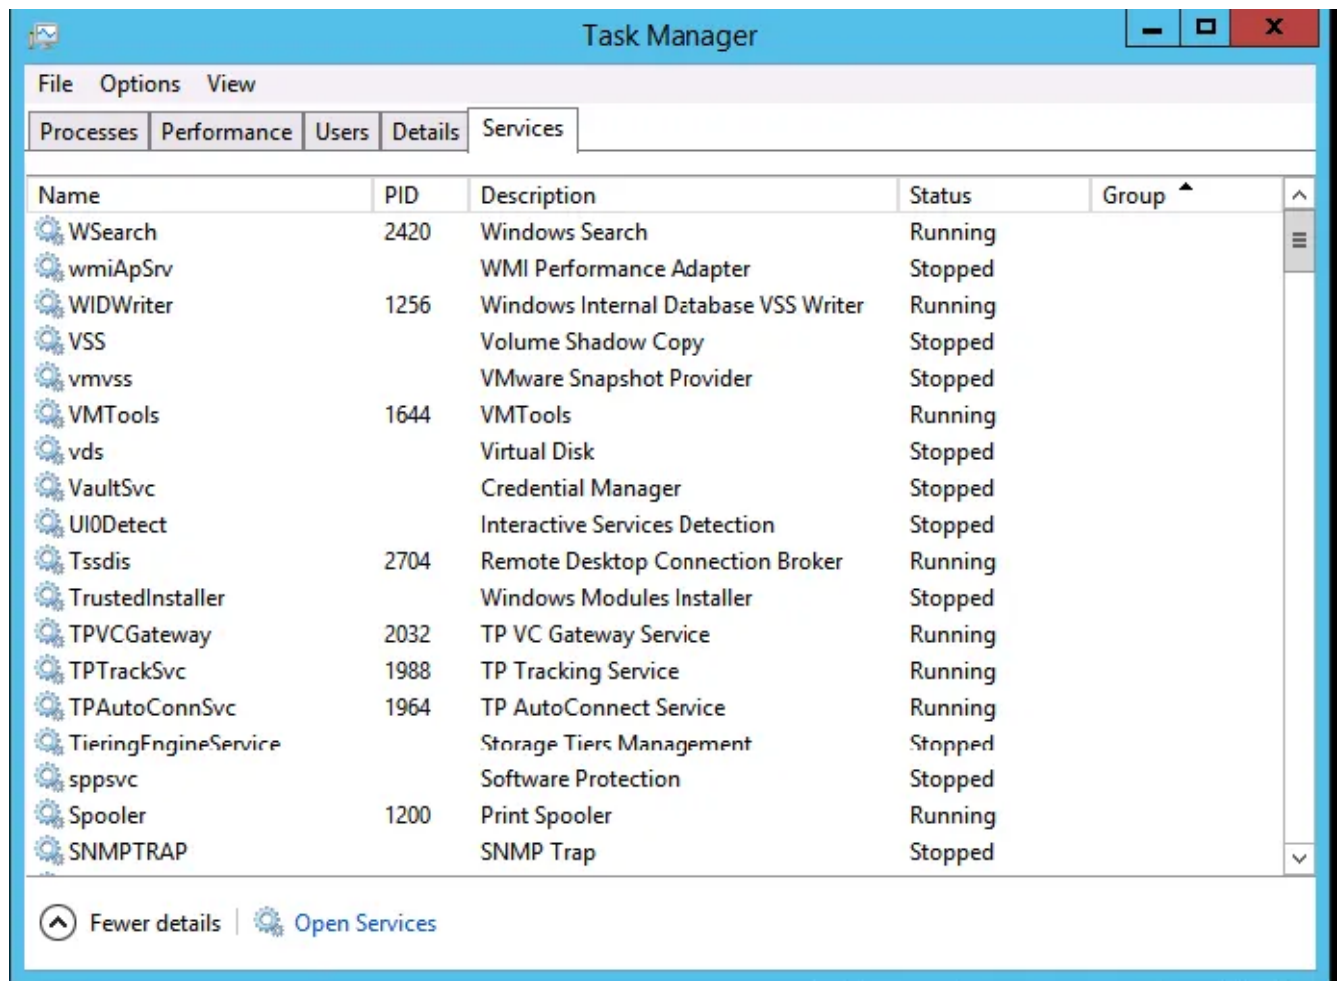 Task Manager
File Options View
Processes Performance Users Details Services
Name PID Description Status Group
WSearch 2420 Windows Search Running
wmiApSrv WMI Performance Adapter Stopped
WIDWriter 1256 Windows Internal Database VSS Writer Running
VSS Volume Shadow Copy Stopped
vmvss VMware Snapshot Provider Stopped
VMTools 1644 VMTools Running
vds Virtual Disk Stopped
VaultSvc Credential Manager Stopped
UI0Detect Interactive Services Detection Stopped
Tssdis 2704 Remote Desktop Connection Broker Running
TrustedInstaller Windows Modules Installer Stopped
TPVCGateway 2032 TP VC Gateway Service Running
TPTrackSvc 1988 TP Tracking Service Running
TPAutoConnSvc 1964 TP AutoConnect Service Running
TieringEngineService Storage Tiers Management Stopped
sppsvc Software Protection Stopped
Spooler 1200 Print Spooler Running
SNMPTRAP SNMP Trap Stopped
Fewer details Open Services